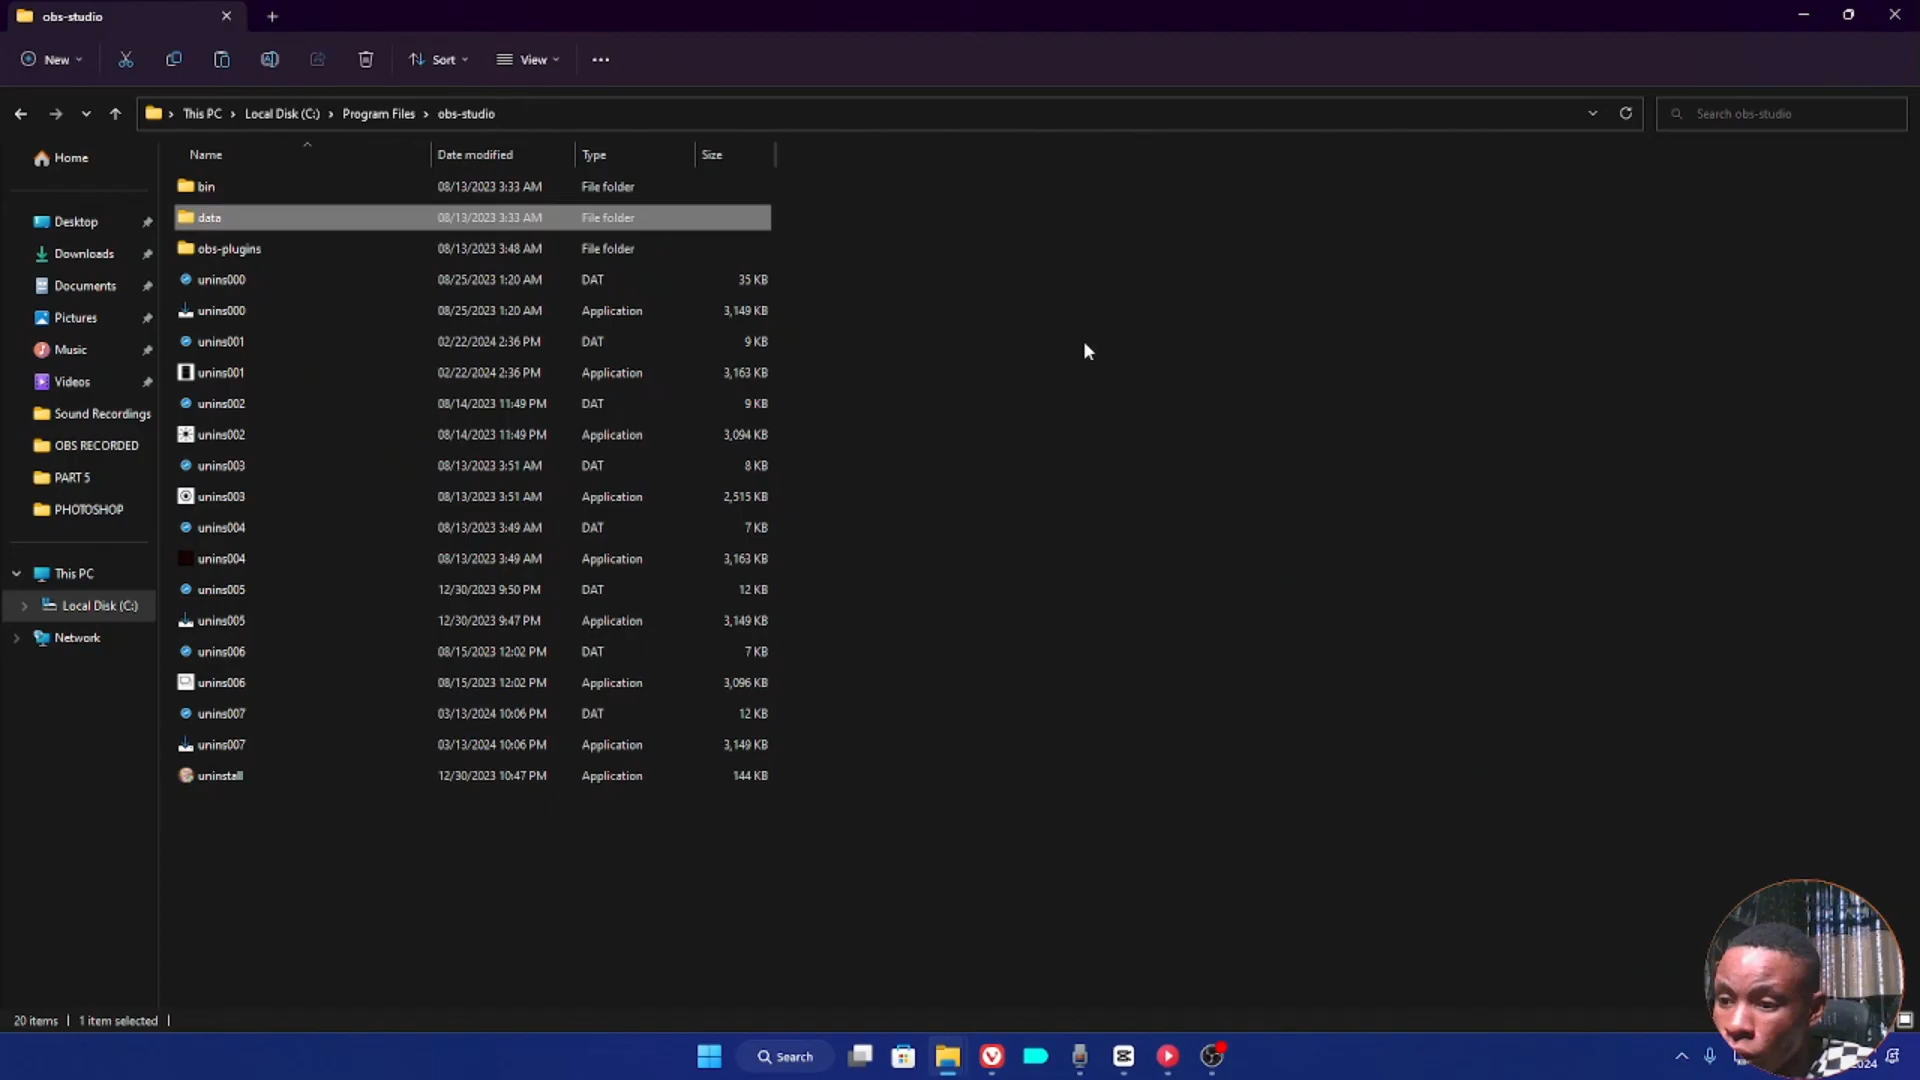 obs-studio
New
Sort
View
This PC > Local Disk (C:) > Program Files > obs-studio
Search obs-studio
Home
Desktop
Downloads
Documents
Pictures
Music
Videos
Sound Recordings
OBS RECORDED
PART 5
PHOTOSHOP
This PC
Local Disk (C:)
Network
Name Date modified Type Size
bin 08/13/2023 3:33 AM File folder
data 08/13/2023 3:33 AM File folder
obs-plugins 08/13/2023 3:48 AM File folder
unins000 08/25/2023 1:20 AM DAT 35 KB
unins000 08/25/2023 1:20 AM Application 3,149 KB
unins001 02/22/2024 2:36 PM DAT 9 KB
unins001 02/22/2024 2:36 PM Application 3,163 KB
unins002 08/14/2023 11:49 PM DAT 9 KB
unins002 08/14/2023 11:49 PM Application 3,094 KB
unins003 08/13/2023 3:51 AM DAT 8 KB
unins003 08/13/2023 3:51 AM Application 2,515 KB
unins004 08/13/2023 3:49 AM DAT 7 KB
unins004 08/13/2023 3:49 AM Application 3,163 KB
unins005 12/30/2023 9:50 PM DAT 12 KB
unins005 12/30/2023 9:47 PM Application 3,149 KB
unins006 08/15/2023 12:02 PM DAT 7 KB
unins006 08/15/2023 12:02 PM Application 3,096 KB
unins007 03/13/2024 10:06 PM DAT 12 KB
unins007 03/13/2024 10:06 PM Application 3,149 KB
uninstall 12/30/2023 10:47 PM Application 144 KB
20 items | 1 item selected |
Search